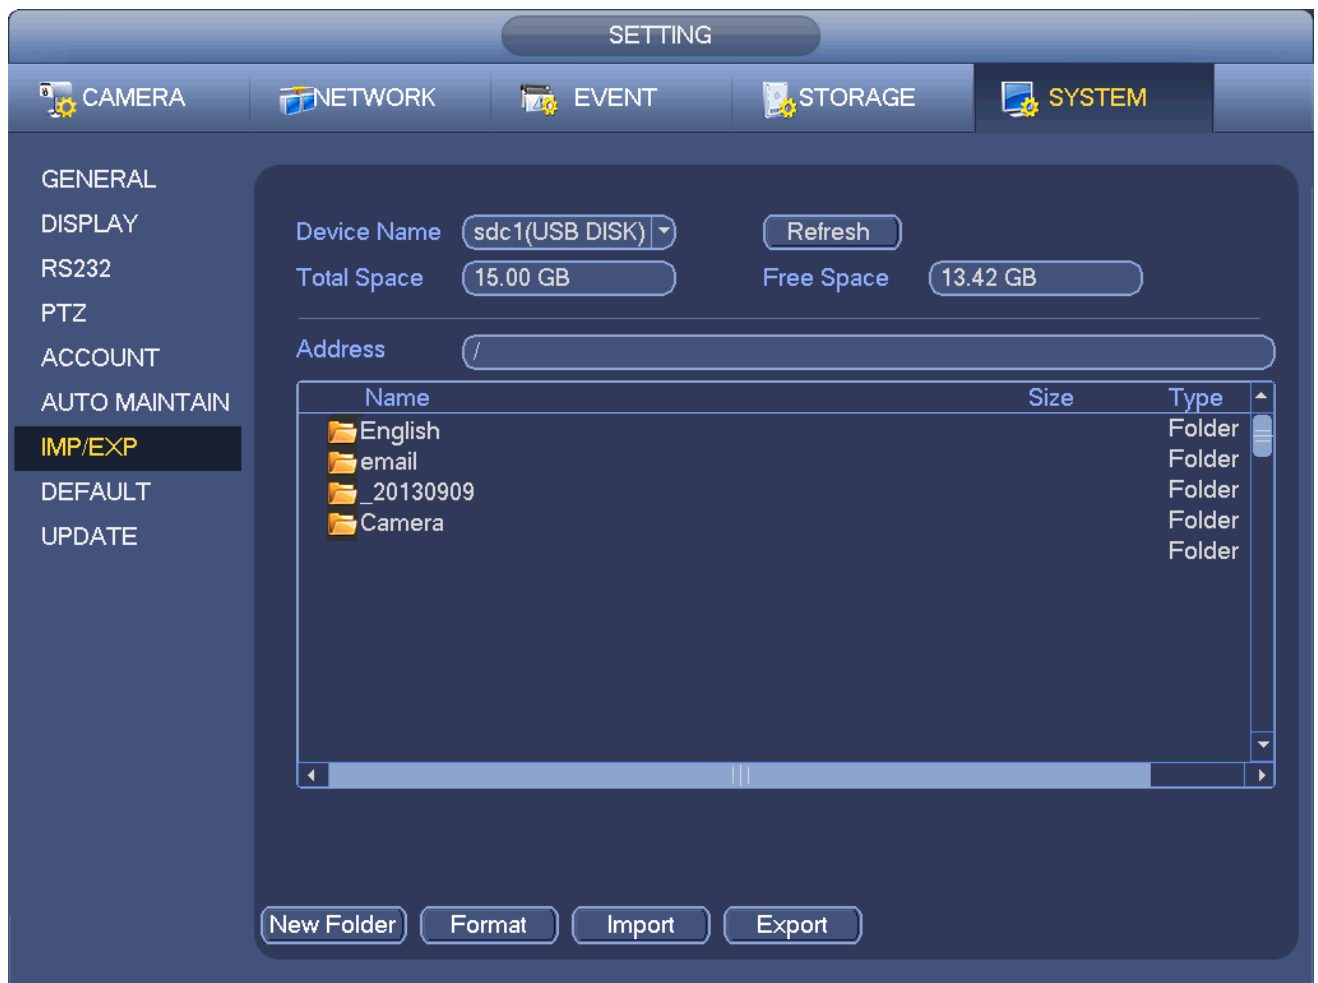 SETTING
CAMERA NETWORK EVENT STORAGE SYSTEM
GENERAL
DISPLAY
RS232
PTZ
ACCOUNT
AUTO MAINTAIN
IMP/EXP
DEFAULT
UPDATE
Device Name sdc1(USB DISK) Refresh
Total Space 15.00 GB Free Space 13.42 GB
Address /
Name Size Type
English Folder
email Folder
_20130909 Folder
Camera Folder
Folder
New Folder Format Import Export